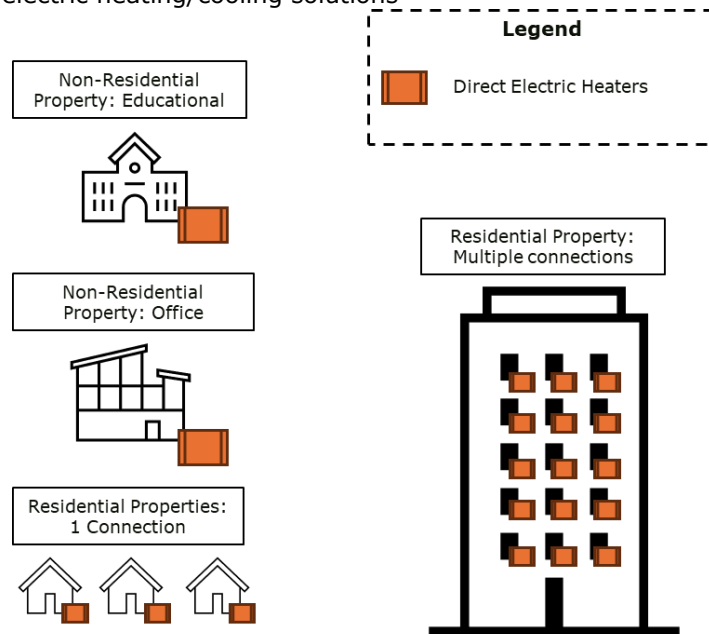 electric heating/cooling solutions
Legend
Direct Electric Heaters
Non-Residential
Property: Educational
Residential Property:
Multiple connections
Non-Residential
Property: Office
Residential Properties:
1 Connection